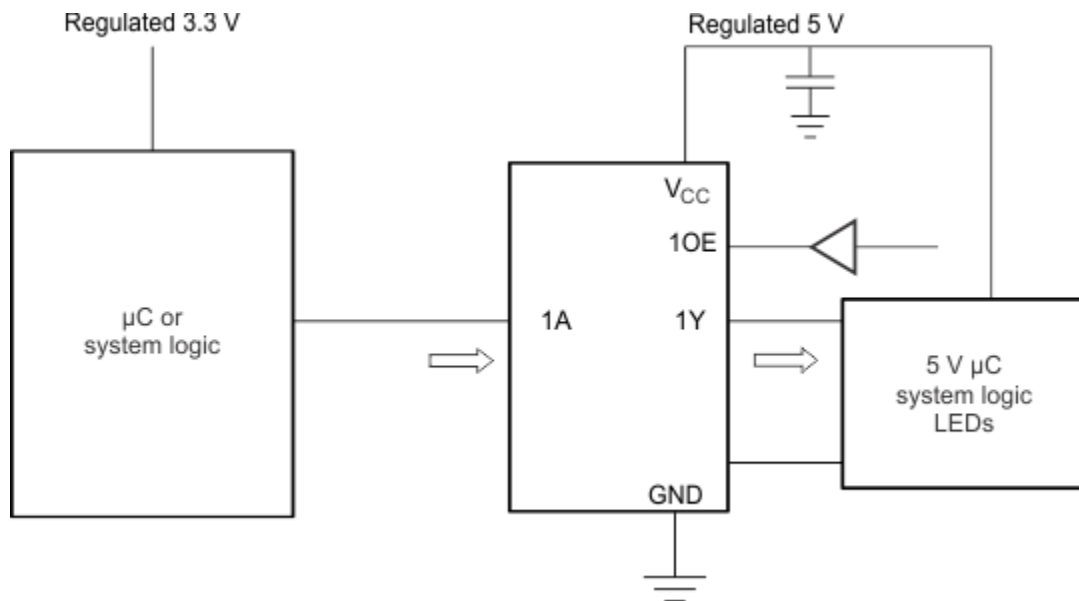 Regulated 3.3 V
Regulated 5 V
VCC
1OE
µC or
system logic
1A
1Y
5 V µC
system logic
LEDs
GND